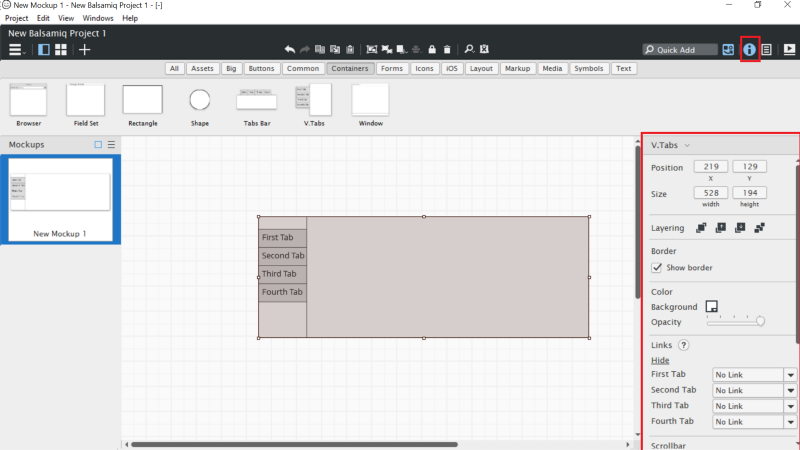 New Mockup 1 - New Balsamiq Project 1 - [-]
Project Edit View Windows Help
New Balsamiq Project 1
Quick Add
All Assets Big Buttons Common Containers Forms Icons iOS Layout Markup Media Symbols Text
Browser Field Set Rectangle Shape Tabs Bar V.Tabs Window
Mockups
New Mockup 1
First Tab
Second Tab
Third Tab
Fourth Tab
V.Tabs
Position 219 129
X Y
Size 528 194
width height
Layering
Border
Show border
Color
Background
Opacity
Links ?
Hide
First Tab No Link
Second Tab No Link
Third Tab No Link
Fourth Tab No Link
Scrollbar